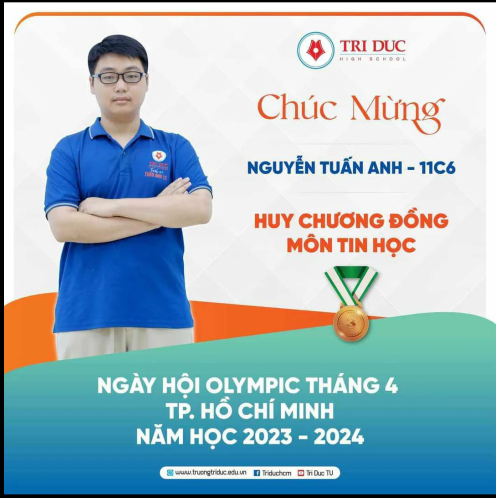 TRI DUC
HIGH SCHOOL
Chúc Mừng
NGUYỄN TUẤN ANH - 11C6
HUY CHƯƠNG ĐỒNG
MÔN TIN HỌC
NGÀY HỘI OLYMPIC THÁNG 4
TP. HỒ CHÍ MINH
NĂM HỌC 2023 - 2024
www.truongtriduc.edu.vn Triduchcm Tri Duc TU